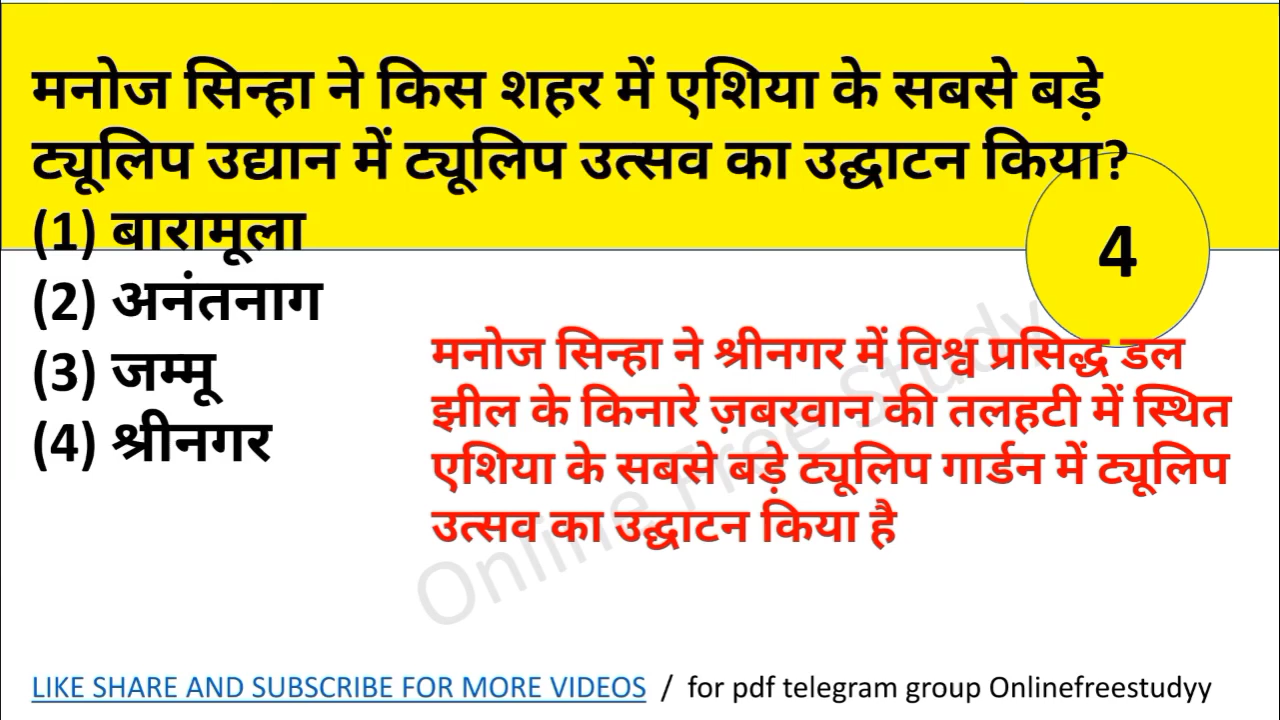 मनोज सिन्हा ने किस शहर में एशिया के सबसे बड़े
ट्यूलिप उद्यान में ट्यूलिप उत्सव का उद्घाटन किया?
(1) बारामूला
(2) अनंतनाग
(3) जम्मू
(4) श्रीनगर
4
मनोज सिन्हा ने श्रीनगर में विश्व प्रसिद्ध डल
झील के किनारे ज़बरवान की तलहटी में स्थित
एशिया के सबसे बड़े ट्यूलिप गार्डन में ट्यूलिप
उत्सव का उद्घाटन किया है
Online Free Study
LIKE SHARE AND SUBSCRIBE FOR MORE VIDEOS / for pdf telegram group Onlinefreestudyy